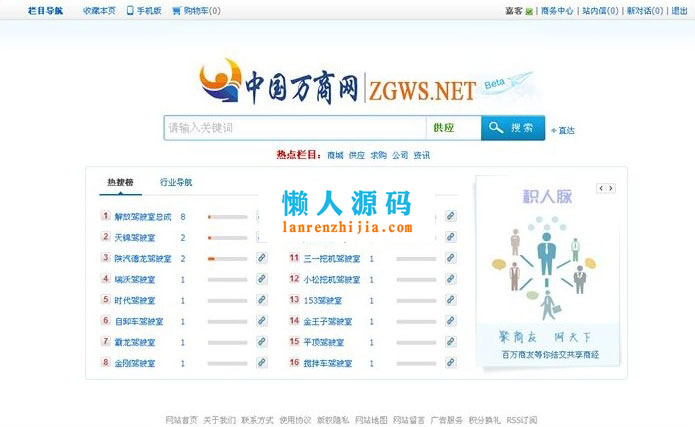 栏目导航 收藏本页 手机版 购物车(0) 嘉客 | 商务中心 | 站内信(0) | 新对话(0) | 退出
中国万商网 ZGWS.NET Beta
请输入关键词 供应 搜索 +直达
热点栏目： 商城 供应 求购 公司 资讯
热搜榜 行业导航
积人脉
懒人源码
lanrenzhijia.com
1 解放驾驶室总成 8
2 天锦驾驶室 2
3 陕汽德龙驾驶室 2 11 三一挖机驾驶室 1
4 瑞沃驾驶室 1 12 小松挖机驾驶室 1
5 时代驾驶室 1 13 153驾驶室 1
6 自卸车驾驶室 1 14 金王子驾驶室 1
7 霸龙驾驶室 1 15 平顶驾驶室 1
8 金刚驾驶室 1 16 搅拌车驾驶室 1
聚商友 网天下
百万商友等你结交共享商经
网站首页 关于我们 联系方式 使用协议 版权隐私 网站地图 网站留言 广告服务 积分换礼 RSS订阅